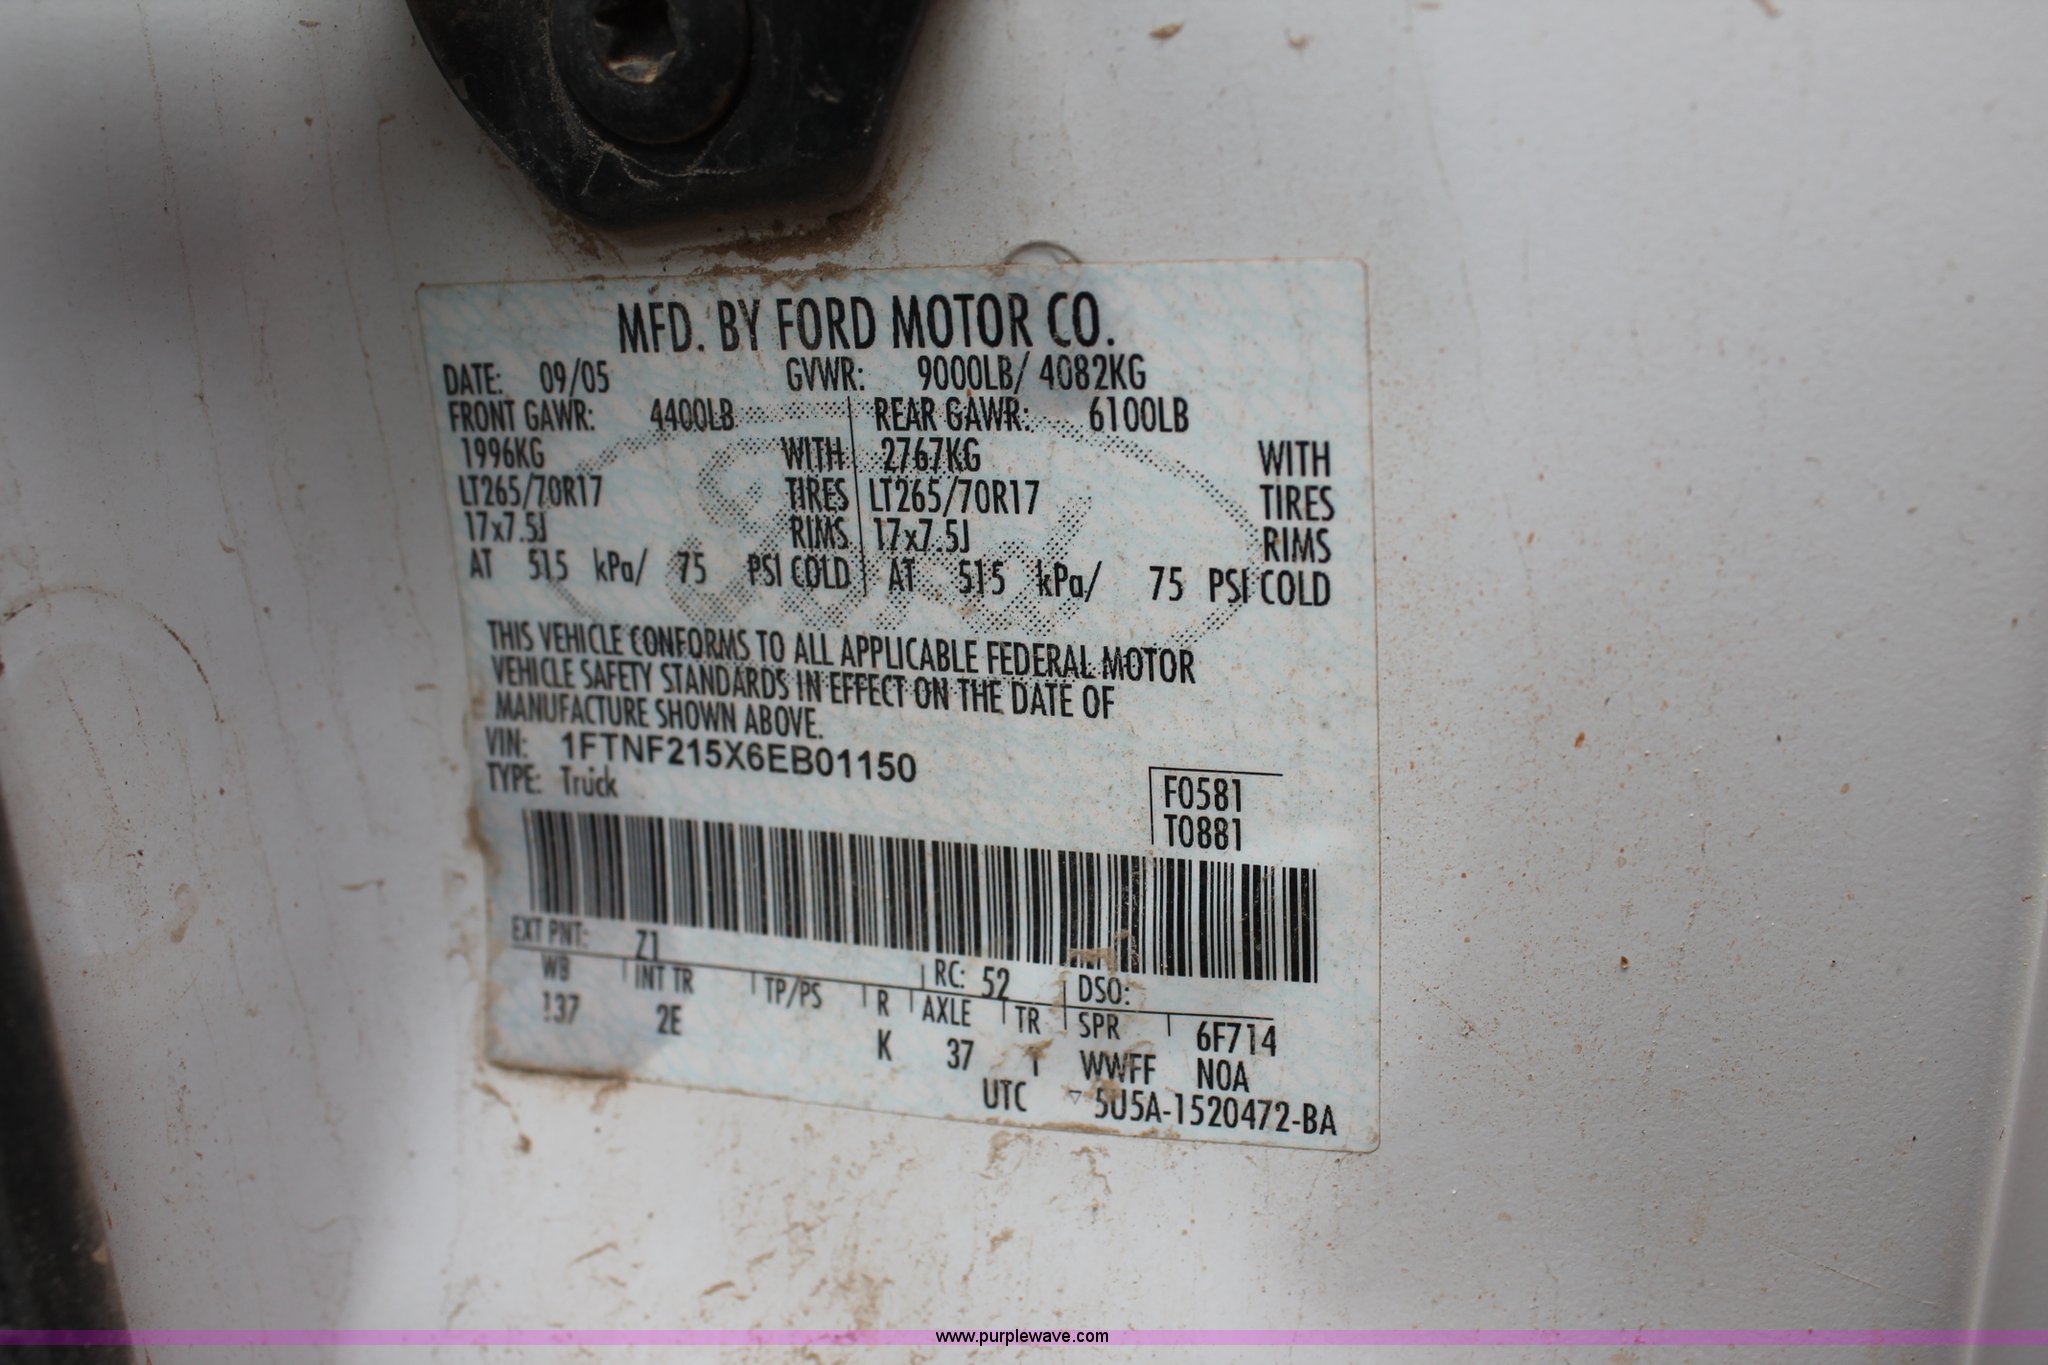 MFD. BY FORD MOTOR CO.
DATE: 09/05 GVWR: 9000LB/ 4082KG
FRONT GAWR: 4400LB REAR GAWR: 6100LB
1996KG WITH 2767KG WITH
LT265/70R17 TIRES LT265/70R17 TIRES
17x7.5J RIMS 17x7.5J RIMS
AT 515 kPa/ 75 PSI COLD AT 515 kPa/ 75 PSI COLD
THIS VEHICLE CONFORMS TO ALL APPLICABLE FEDERAL MOTOR
VEHICLE SAFETY STANDARDS IN EFFECT ON THE DATE OF
MANUFACTURE SHOWN ABOVE.
VIN: 1FTNF215X6EB01150
TYPE: Truck
F0581
T0881
EXT PNT: Z1 RC: 52 DSO:
WB INT TR TP/PS R AXLE TR SPR 6F714
137 2E K 37 T WWFF NOA
UTC ▽ 5U5A-1520472-BA
www.purplewave.com